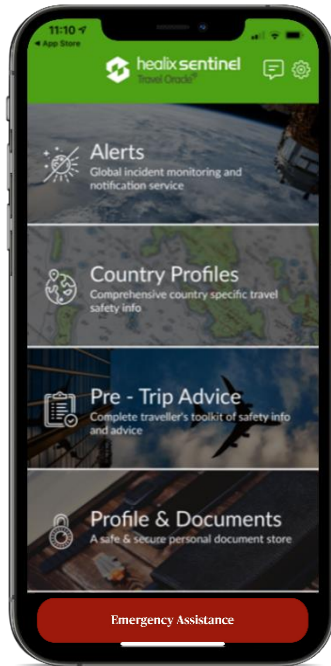 11:10
App Store
healix sentinel
Travel Oracle®
Alerts
Global incident monitoring and
notification service
Country Profiles
Comprehensive country specific travel
safety info
Pre - Trip Advice
Complete traveller's toolkit of safety info
and advice
Profile & Documents
A safe & secure personal document store
Emergency Assistance